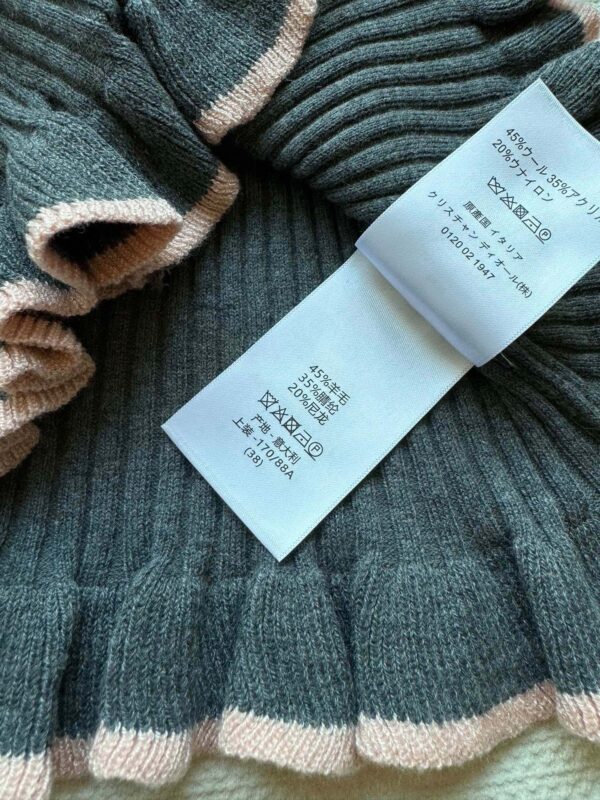 45%ウール 35%アクリ
20%ウナイロン
原產国 イタリア
クリスチャン ディオール(株)
0120 02 1947
45%羊毛
35%腈纶
20%尼龙
产地 - 意大利
上装 -170/88A
(38)